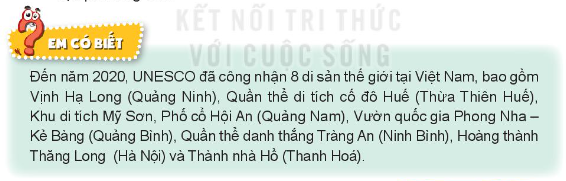 KẾT NỐI TRI THỨC
VỚI CUỘC SỐNG
EM CÓ BIẾT
Đến năm 2020, UNESCO đã công nhận 8 di sản thế giới tại Việt Nam, bao gồm
Vịnh Hạ Long (Quảng Ninh), Quần thể di tích cố đô Huế (Thừa Thiên Huế),
Khu di tích Mỹ Sơn, Phố cổ Hội An (Quảng Nam), Vườn quốc gia Phong Nha –
Kẻ Bàng (Quảng Bình), Quần thể danh thắng Tràng An (Ninh Bình), Hoàng thành
Thăng Long (Hà Nội) và Thành nhà Hồ (Thanh Hoá).